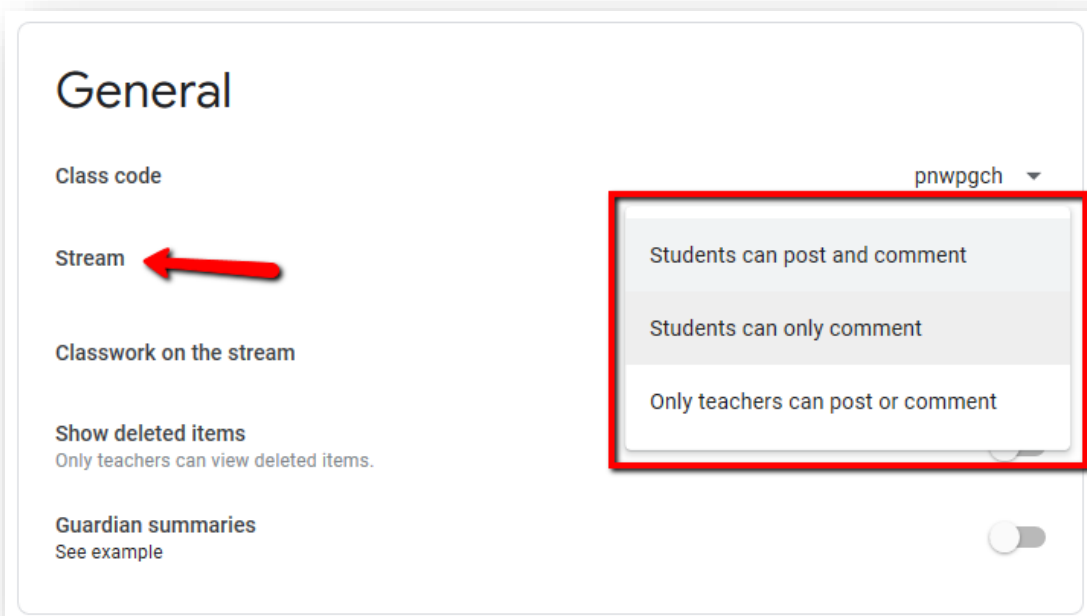 General
Class code
pnwpgch
Stream
Students can post and comment
Students can only comment
Only teachers can post or comment
Classwork on the stream
Show deleted items
Only teachers can view deleted items.
Guardian summaries
See example